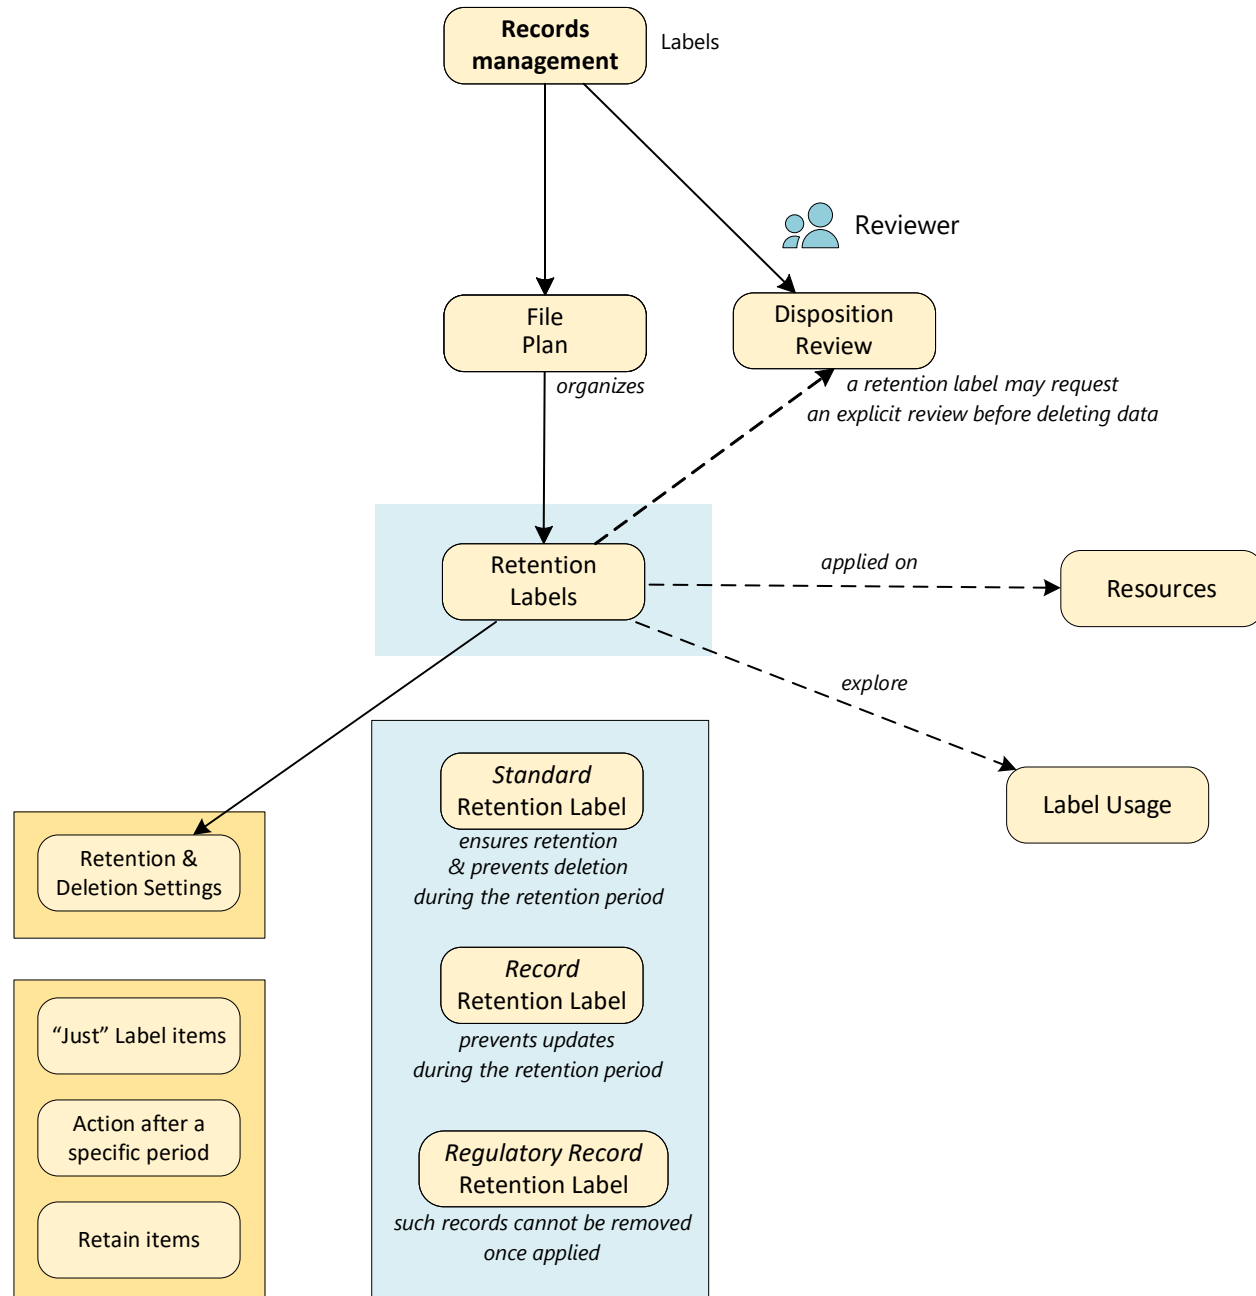 Records
management
Labels
Reviewer
File
Plan
Disposition
Review
organizes
a retention label may request
an explicit review before deleting data
Retention
Labels
applied on
Resources
explore
Label Usage
Retention &
Deletion Settings
“Just” Label items
Action after a
specific period
Retain items
Standard
Retention Label
ensures retention
& prevents deletion
during the retention period
Record
Retention Label
prevents updates
during the retention period
Regulatory Record
Retention Label
such records cannot be removed
once applied